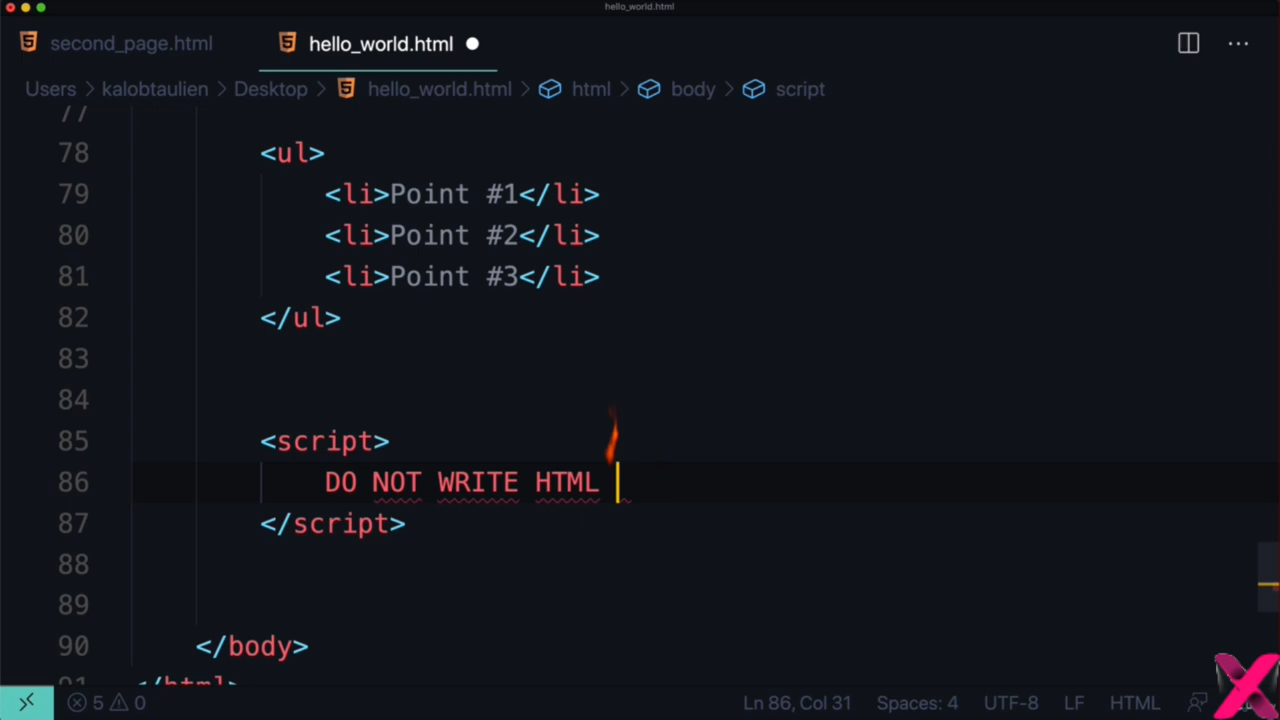 hello_world.html
second_page.html hello_world.html
Users kalobtaulien Desktop hello_world.html html body script
77
78 <ul>
79 <li>Point #1</li>
80 <li>Point #2</li>
81 <li>Point #3</li>
82 </ul>
83
84
85 <script>
86 DO NOT WRITE HTML
87 </script>
88
89
90 </body>
91 </html>
5 0 Ln 86, Col 31 Spaces: 4 UTF-8 LF HTML
X